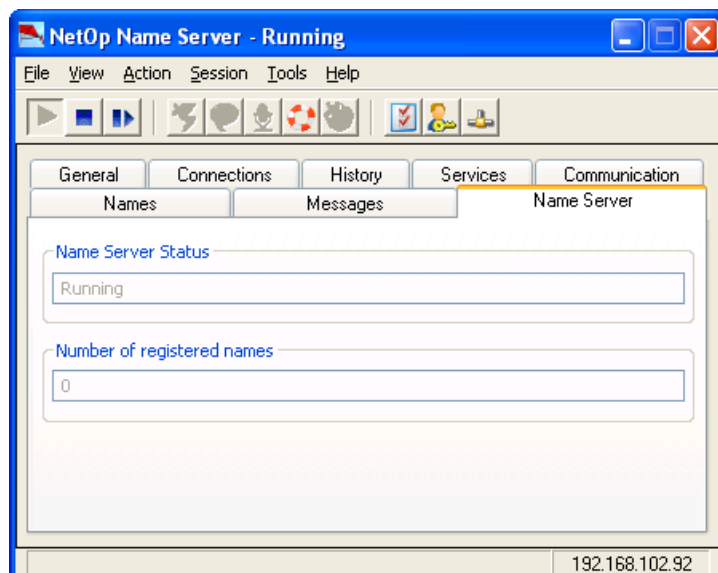 NetOp Name Server - Running
File View Action Session Tools Help
General Connections History Services Communication
Names Messages Name Server
Name Server Status
Running
Number of registered names
0
192.168.102.92